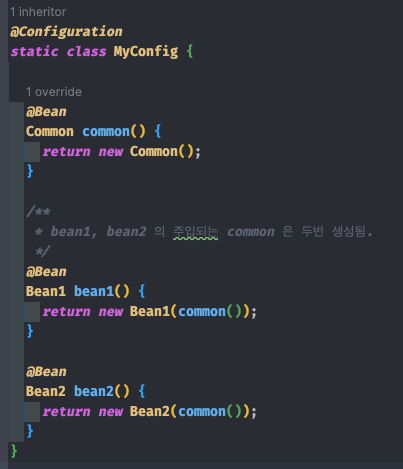 1 inheritor
@Configuration
static class MyConfig {
1 override
@Bean
Common common() {
return new Common();
}
/**
* bean1, bean2 의 주입되는 common 은 두번 생성됨.
*/
@Bean
Bean1 bean1() {
return new Bean1(common());
}
@Bean
Bean2 bean2() {
return new Bean2(common());
}
}